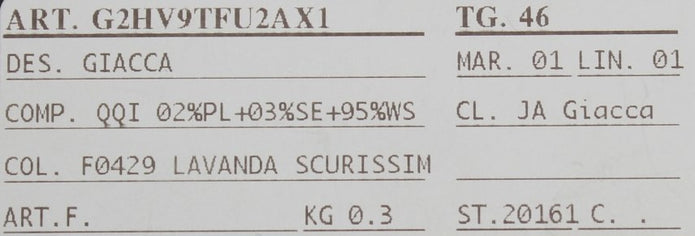 ART. G2HV9TFU2AX1 TG. 46
DES. GIACCA MAR. 01 LIN. 01
COMP. QQI 02%PL+03%SE+95%WS CL. JA Giacca
COL. F0429 LAVANDA SCURISSIM
ART.F. KG 0.3 ST.20161 C. .